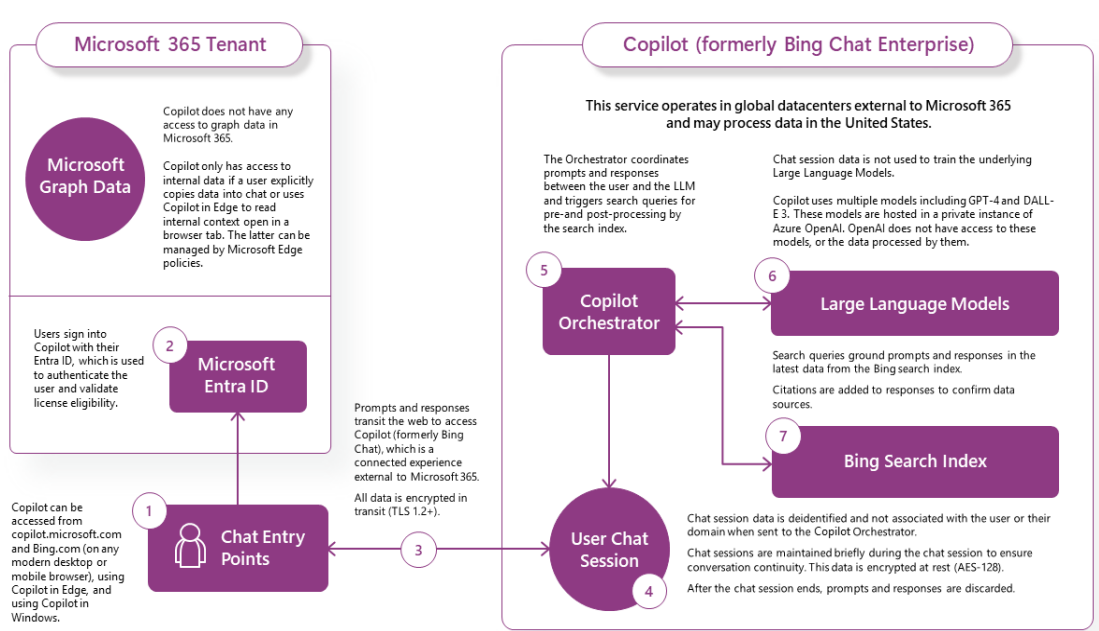 Microsoft 365 Tenant
Microsoft
Graph Data
Copilot does not have any
access to graph data in
Microsoft 365.
Copilot only has access to
internal data if a user explicitly
copies data into chat or uses
Copilot in Edge to read
internal context open in a
browser tab. The latter can be
managed by Microsoft Edge
policies.
Users sign into
Copilot with their
Entra ID, which is used
to authenticate the
user and validate
license eligibility.
2
Microsoft
Entra ID
Copilot can be
accessed from
copilot.microsoft.com
and Bing.com (on any
modern desktop or
mobile browser), using
Copilot in Edge, and
using Copilot in
Windows.
1
Chat Entry
Points
Prompts and responses
transit the web to access
Copilot (formerly Bing
Chat), which is a
connected experience
external to Microsoft 365.
All data is encrypted in
transit (TLS 1.2+).
3
Copilot (formerly Bing Chat Enterprise)
This service operates in global datacenters external to Microsoft 365
and may process data in the United States.
The Orchestrator coordinates
prompts and responses
between the user and the LLM
and triggers search queries for
pre-and post-processing by
the search index.
5
Copilot
Orchestrator
Chat session data is not used to train the underlying
Large Language Models.
Copilot uses multiple models including GPT-4 and DALL-
E 3. These models are hosted in a private instance of
Azure OpenAI. OpenAI does not have access to these
models, or the data processed by them.
6
Large Language Models
Search queries ground prompts and responses in the
latest data from the Bing search index.
Citations are added to responses to confirm data
sources.
7
Bing Search Index
User Chat
Session
4
Chat session data is deidentified and not associated with the user or their
domain when sent to the Copilot Orchestrator.
Chat sessions are maintained briefly during the chat session to ensure
conversation continuity. This data is encrypted at rest (AES-128).
After the chat session ends, prompts and responses are discarded.